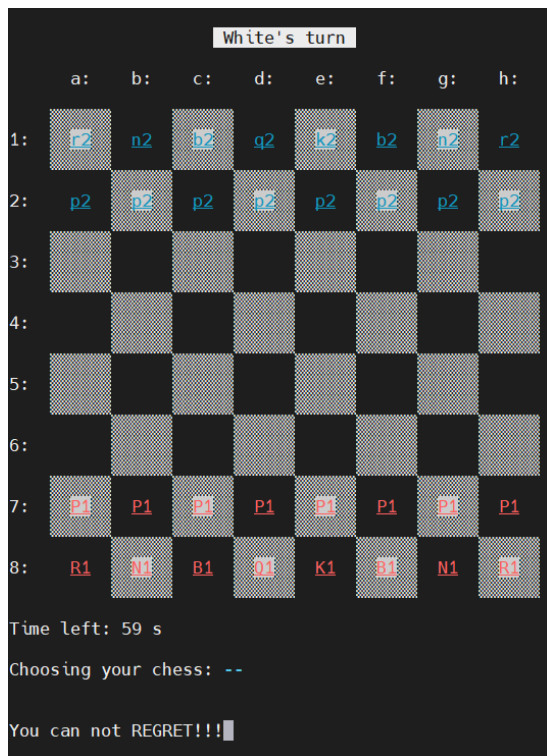 White's turn
a: b: c: d: e: f: g: h:
1: r2 n2 b2 q2 k2 b2 n2 r2
2: p2 p2 p2 p2 p2 p2 p2 p2
3:
4:
5:
6:
7: P1 P1 P1 P1 P1 P1 P1 P1
8: R1 N1 B1 Q1 K1 B1 N1 R1
Time left: 59 s
Choosing your chess: --
You can not REGRET!!!